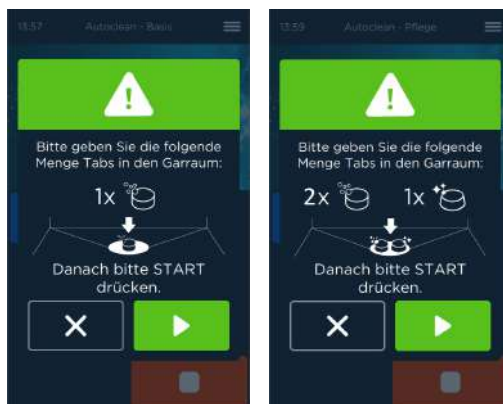 13:57 Autoclean - Basis
Bitte geben Sie die folgende
Menge Tabs in den Garraum:
1x
Danach bitte START
drücken.
13:59 Autoclean - Pflege
Bitte geben Sie die folgende
Menge Tabs in den Garraum:
2x 1x
Danach bitte START
drücken.